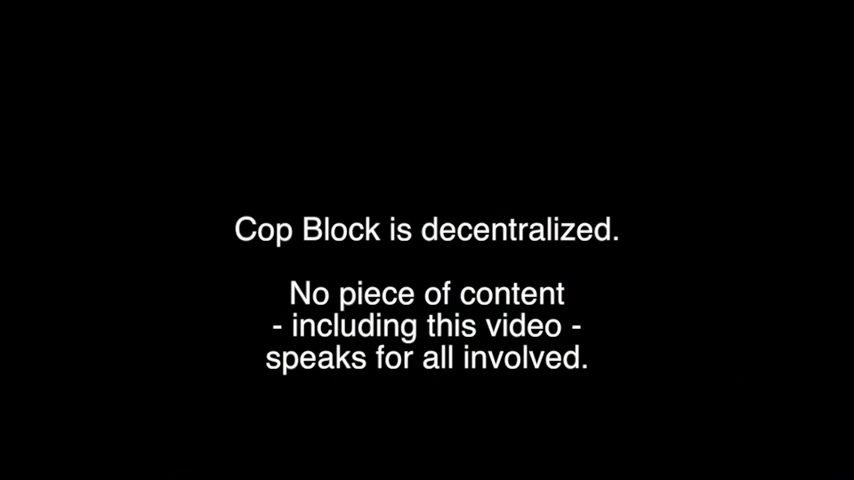 Cop Block is decentralized.
No piece of content
- including this video -
speaks for all involved.